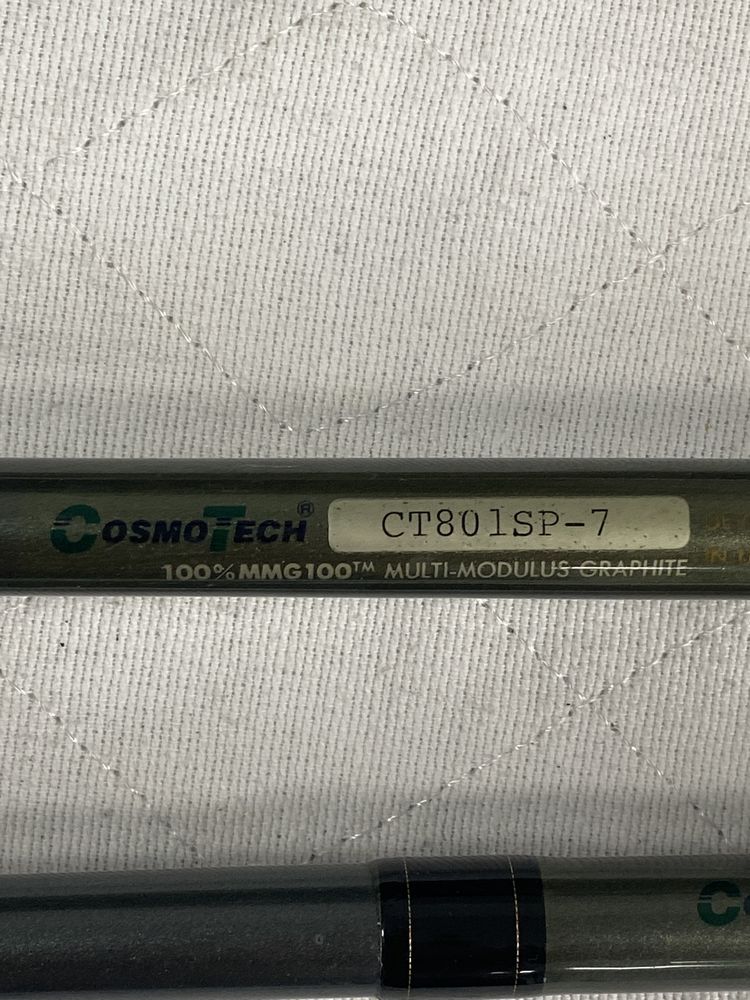 COSMOTECH® CT801SP-7
100% MMG100™ MULTI-MODULUS GRAPHITE